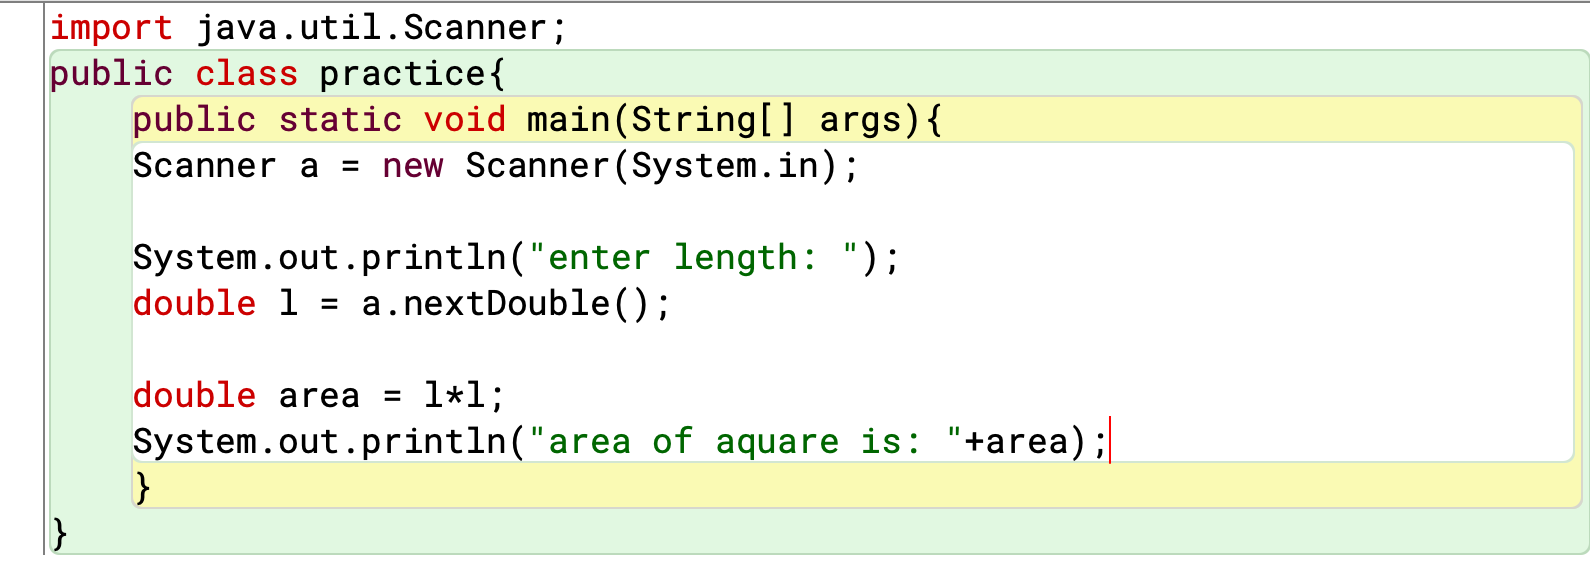 import java.util.Scanner;
public class practice{
public static void main(String[] args){
Scanner a = new Scanner(System.in);
System.out.println("enter length: ");
double l = a.nextDouble();
double area = l*l;
System.out.println("area of aquare is: "+area);
}
}